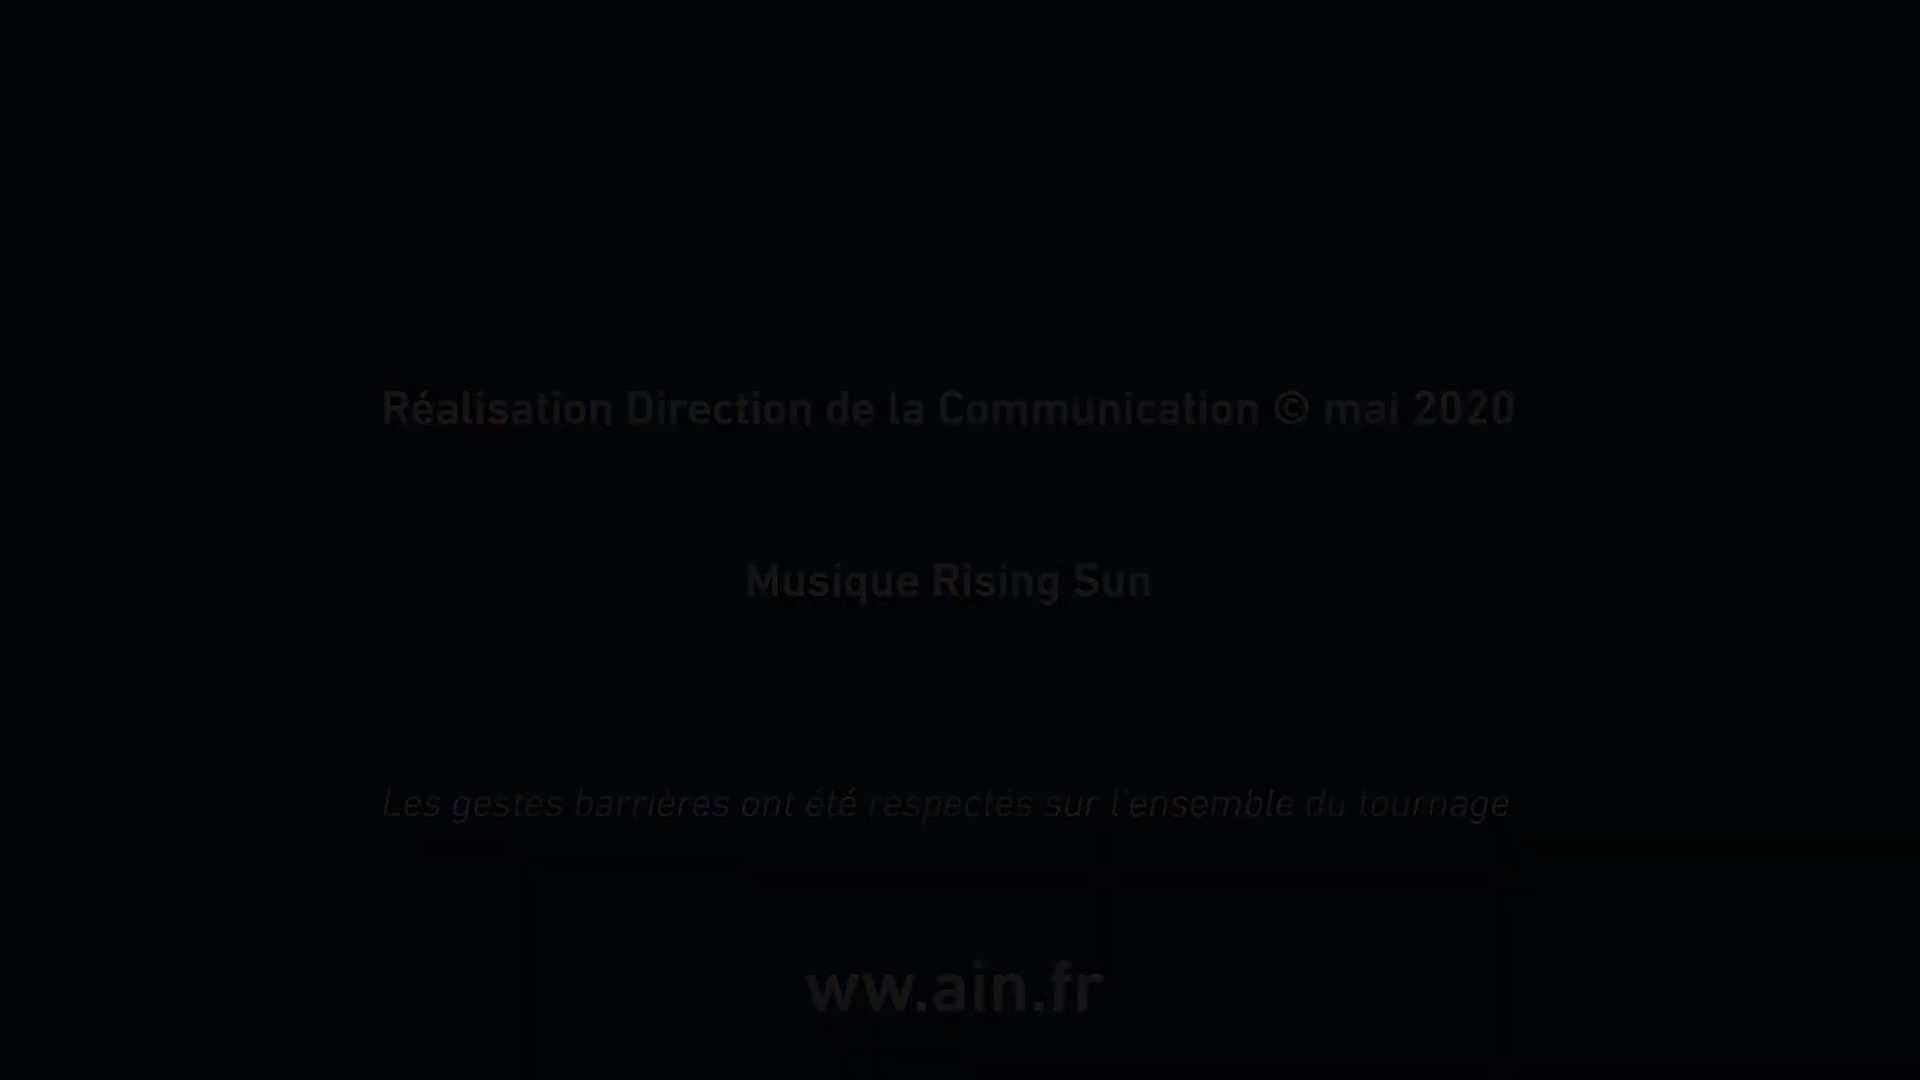 Réalisation Direction de la Communication © mai 2020
Musique Rising Sun
Les gestes barrières ont été respectés sur l'ensemble du tournage
ww.ain.fr